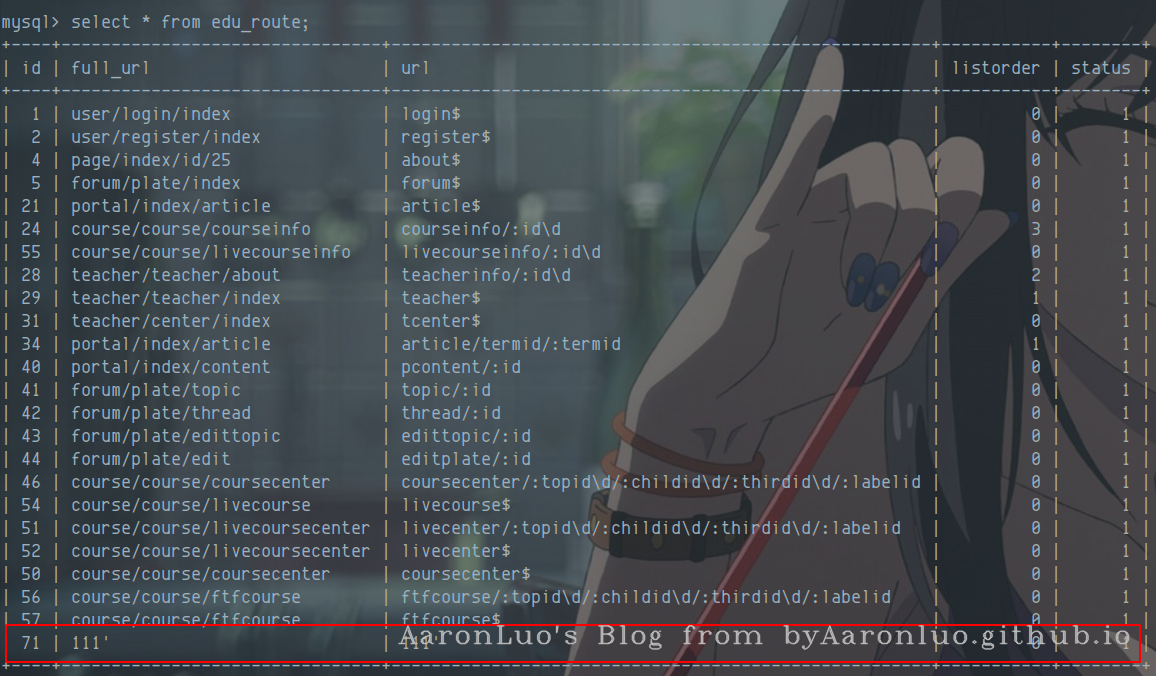 mysql> select * from edu_route;
| id | full_url | url | listorder | status |
| 1 | user/login/index | login$ | 0 | 1 |
| 2 | user/register/index | register$ | 0 | 1 |
| 4 | page/index/id/25 | about$ | 0 | 1 |
| 5 | forum/plate/index | forum$ | 0 | 1 |
| 21 | portal/index/article | article$ | 0 | 1 |
| 24 | course/course/courseinfo | courseinfo/:id\d | 3 | 1 |
| 55 | course/course/livecourseinfo | livecourseinfo/:id\d | 0 | 1 |
| 28 | teacher/teacher/about | teacherinfo/:id\d | 2 | 1 |
| 29 | teacher/teacher/index | teacher$ | 1 | 1 |
| 31 | teacher/center/index | tcenter$ | 0 | 1 |
| 34 | portal/index/article | article/termid/:termid | 1 | 1 |
| 40 | portal/index/content | pcontent/:id | 0 | 1 |
| 41 | forum/plate/topic | topic/:id | 0 | 1 |
| 42 | forum/plate/thread | thread/:id | 0 | 1 |
| 43 | forum/plate/edittopic | edittopic/:id | 0 | 1 |
| 44 | forum/plate/edit | editplate/:id | 0 | 1 |
| 46 | course/course/coursecenter | coursecenter/:topid\d/:childid\d/:thirdid\d/:labelid | 0 | 1 |
| 54 | course/course/livecourse | livecourse$ | 0 | 1 |
| 51 | course/course/livecoursecenter | livecenter/:topid\d/:childid\d/:thirdid\d/:labelid | 0 | 1 |
| 52 | course/course/livecoursecenter | livecenter$ | 0 | 1 |
| 50 | course/course/coursecenter | coursecenter$ | 0 | 1 |
| 56 | course/course/ftfcourse | ftfcourse/:topid\d/:childid\d/:thirdid\d/:labelid | 0 | 1 |
| 57 | course/course/ftfcourse | ftfcourse$ | 0 | 1 |
| 71 | 111' | | 0 | 1 |
AaronLuo's Blog from byAaronluo.github.io